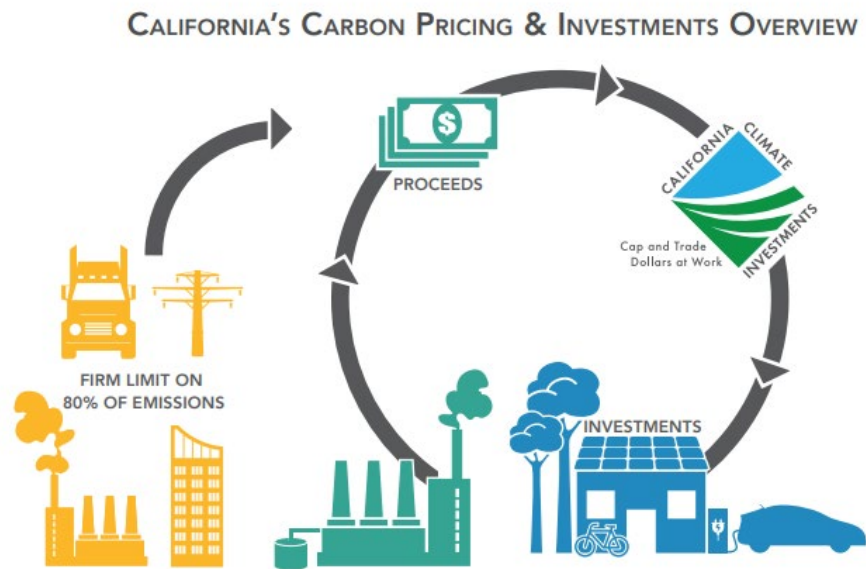 CALIFORNIA'S CARBON PRICING & INVESTMENTS OVERVIEW
$
PROCEEDS
CALIFORNIA
CLIMATE
INVESTMENTS
Cap and Trade
Dollars at Work
FIRM LIMIT ON
80% OF EMISSIONS
INVESTMENTS